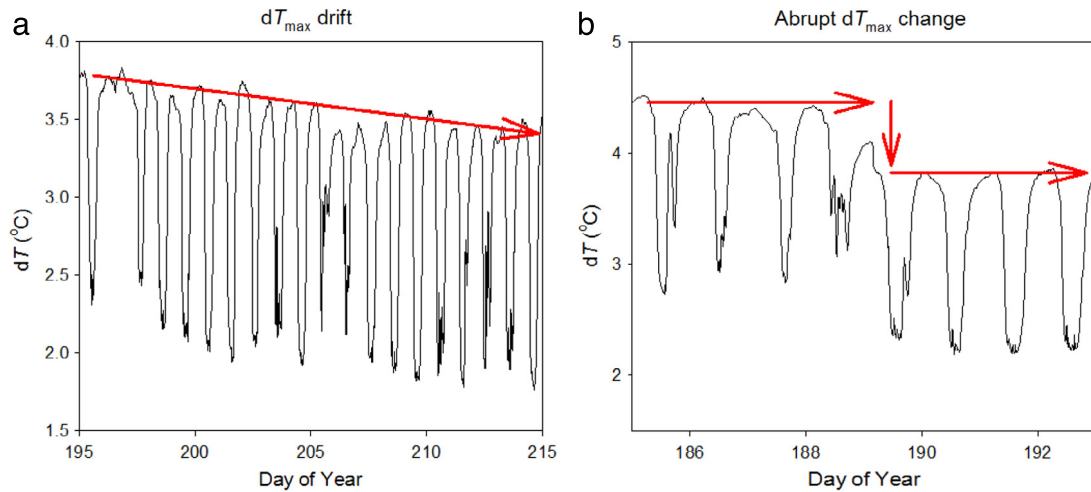 a
dTmax drift
4.0
3.5
3.0
2.5
2.0
1.5
dT (°C)
195 200 205 210 215
Day of Year
b
Abrupt dTmax change
5
4
3
2
dT (°C)
186 188 190 192
Day of Year